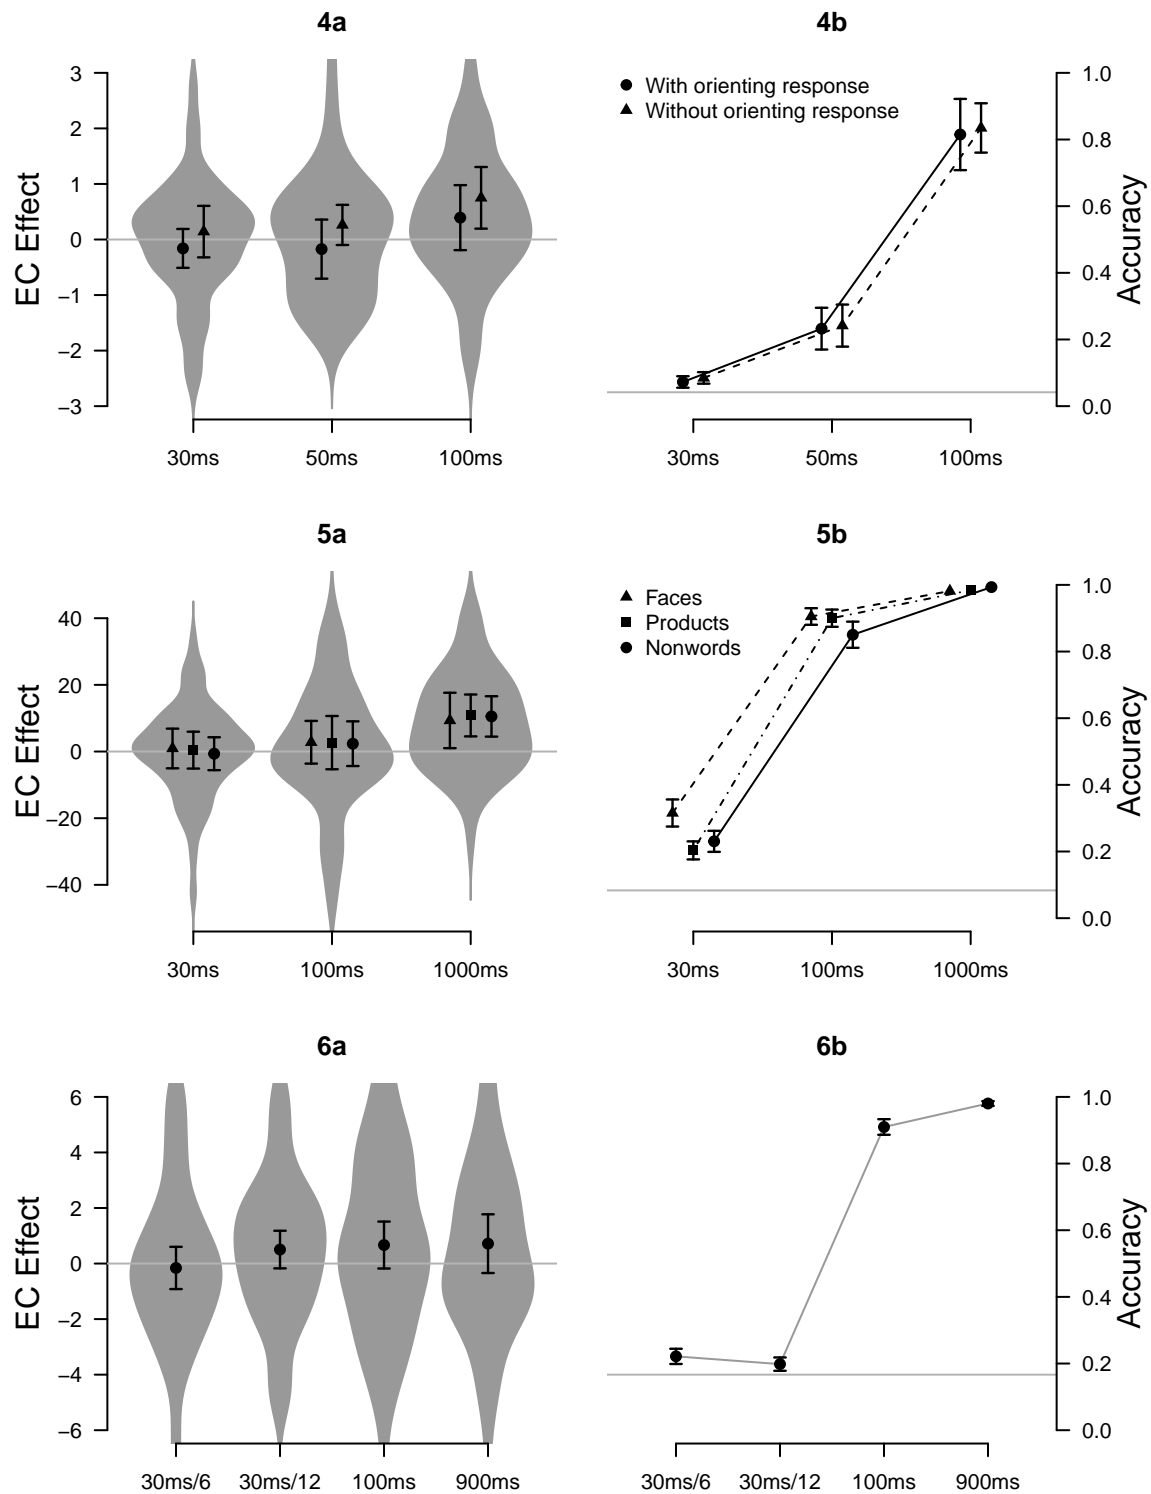 4a
EC Effect
3
2
1
0
−1
−2
−3
30ms 50ms 100ms
4b
With orienting response
Without orienting response
Accuracy
1.0
0.8
0.6
0.4
0.2
0.0
30ms 50ms 100ms
5a
EC Effect
40
20
0
−20
−40
30ms 100ms 1000ms
5b
Faces
Products
Nonwords
Accuracy
1.0
0.8
0.6
0.4
0.2
0.0
30ms 100ms 1000ms
6a
EC Effect
6
4
2
0
−2
−4
−6
30ms/6 30ms/12 100ms 900ms
6b
Accuracy
1.0
0.8
0.6
0.4
0.2
0.0
30ms/6 30ms/12 100ms 900ms